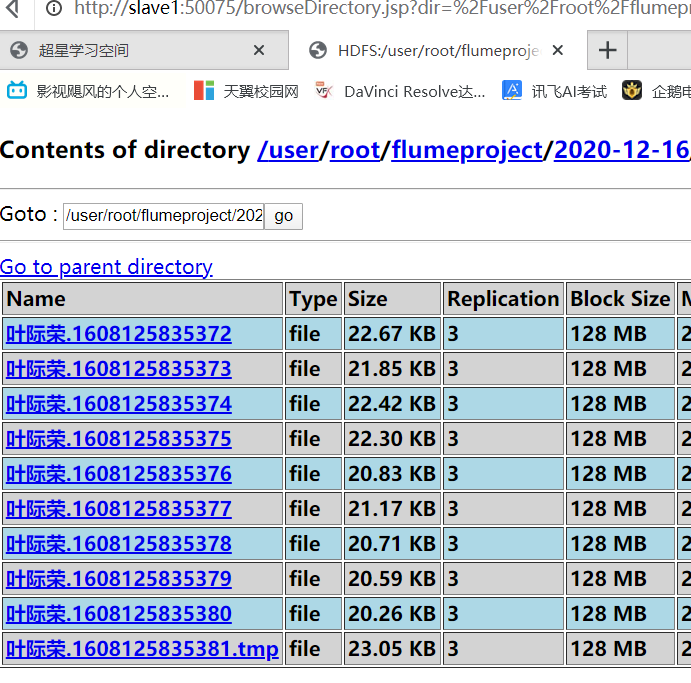 http://slave1:50075/browseDirectory.jsp?dir=%2Fuser%2Froot%2Fflumeproj
超星学习空间 HDFS:/user/root/flumeproje
影视飓风的个人空... 天翼校园网 DaVinci Resolve达... 讯飞AI考试 企鹅电
Contents of directory /user/root/flumeproject/2020-12-16/
Goto : /user/root/flumeproject/202 go
Go to parent directory
Name Type Size Replication Block Size M
叶际荣.1608125835372 file 22.67 KB 3 128 MB 2
叶际荣.1608125835373 file 21.85 KB 3 128 MB 2
叶际荣.1608125835374 file 22.42 KB 3 128 MB 2
叶际荣.1608125835375 file 22.30 KB 3 128 MB 2
叶际荣.1608125835376 file 20.83 KB 3 128 MB 2
叶际荣.1608125835377 file 21.17 KB 3 128 MB 2
叶际荣.1608125835378 file 20.71 KB 3 128 MB 2
叶际荣.1608125835379 file 20.59 KB 3 128 MB 2
叶际荣.1608125835380 file 20.26 KB 3 128 MB 2
叶际荣.1608125835381.tmp file 23.05 KB 3 128 MB 2